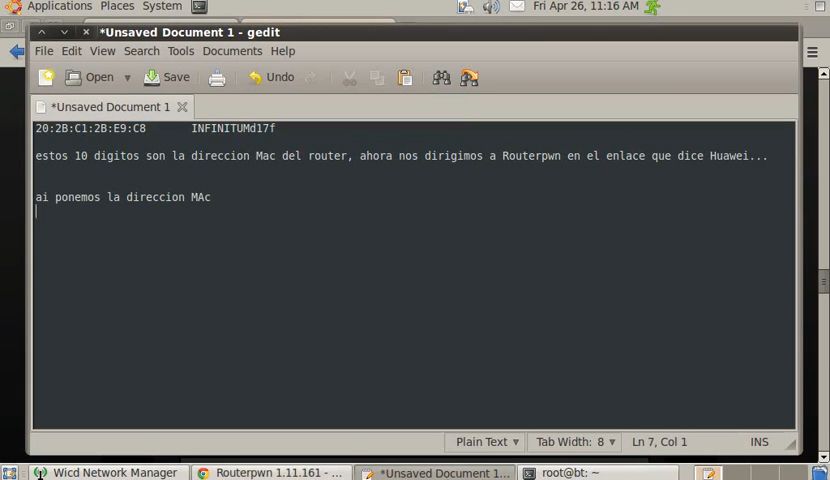 Applications Places System Fri Apr 26, 11:16 AM
*Unsaved Document 1 - gedit
File Edit View Search Tools Documents Help
Open Save Undo
*Unsaved Document 1
20:2B:C1:2B:E9:C8 INFINITUMd17f
estos 10 digitos son la direccion Mac del router, ahora nos dirigimos a Routerpwn en el enlace que dice Huawei...
ai ponemos la direccion MAc
Plain Text Tab Width: 8 Ln 7, Col 1 INS
Wicd Network Manager Routerpwn 1.11.161 - ... *Unsaved Document 1... root@bt: ~